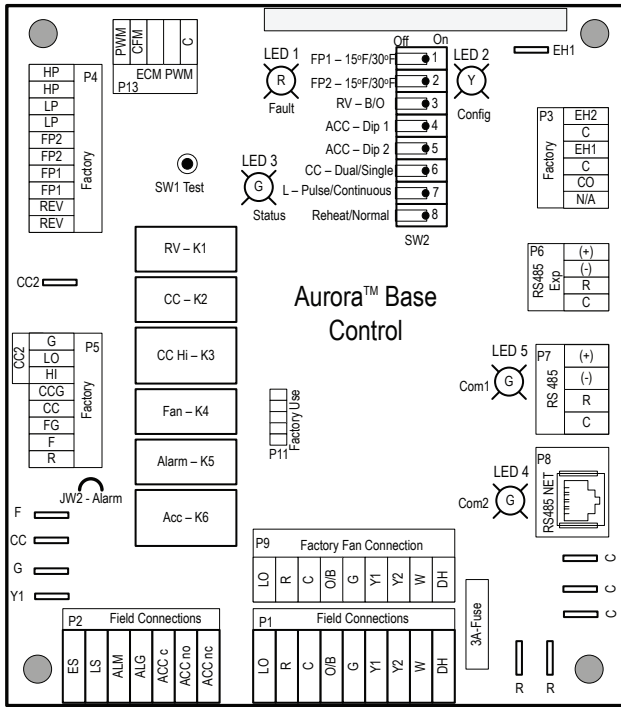 PWM
CFM
C
ECM PWM
P13
LED 1
R
Fault
Off
On
FP1 – 15ºF/30ºF
1
FP2 – 15ºF/30ºF
2
RV – B/O
3
ACC – Dip 1
4
ACC – Dip 2
5
CC – Dual/Single
6
L – Pulse/Continuous
7
Reheat/Normal
8
SW2
LED 2
Y
Config
EH1
P4
HP
HP
LP
LP
FP2
FP2
FP1
FP1
REV
REV
Factory
SW1 Test
LED 3
G
Status
P3
Factory
EH2
C
EH1
C
CO
N/A
CC2
RV – K1
CC – K2
CC Hi – K3
Fan – K4
Alarm – K5
Acc – K6
Aurora™ Base
Control
P6
RS485
Exp
(+)
(-)
R
C
CC2
G
LO
HI
CCG
CC
FG
F
R
P5
Factory
JW2 - Alarm
P11
Factory Use
LED 5
Com1
G
P7
RS 485
(+)
(-)
R
C
LED 4
Com2
G
P8
RS485 NET
F
CC
G
Y1
P9
Factory Fan Connection
LO
R
C
O/B
G
Y1
Y2
W
DH
P2
Field Connections
ES
LS
ALM
ALG
ACC c
ACC no
ACC nc
P1
Field Connections
LO
R
C
O/B
G
Y1
Y2
W
DH
3A-Fuse
C
C
C
R
R